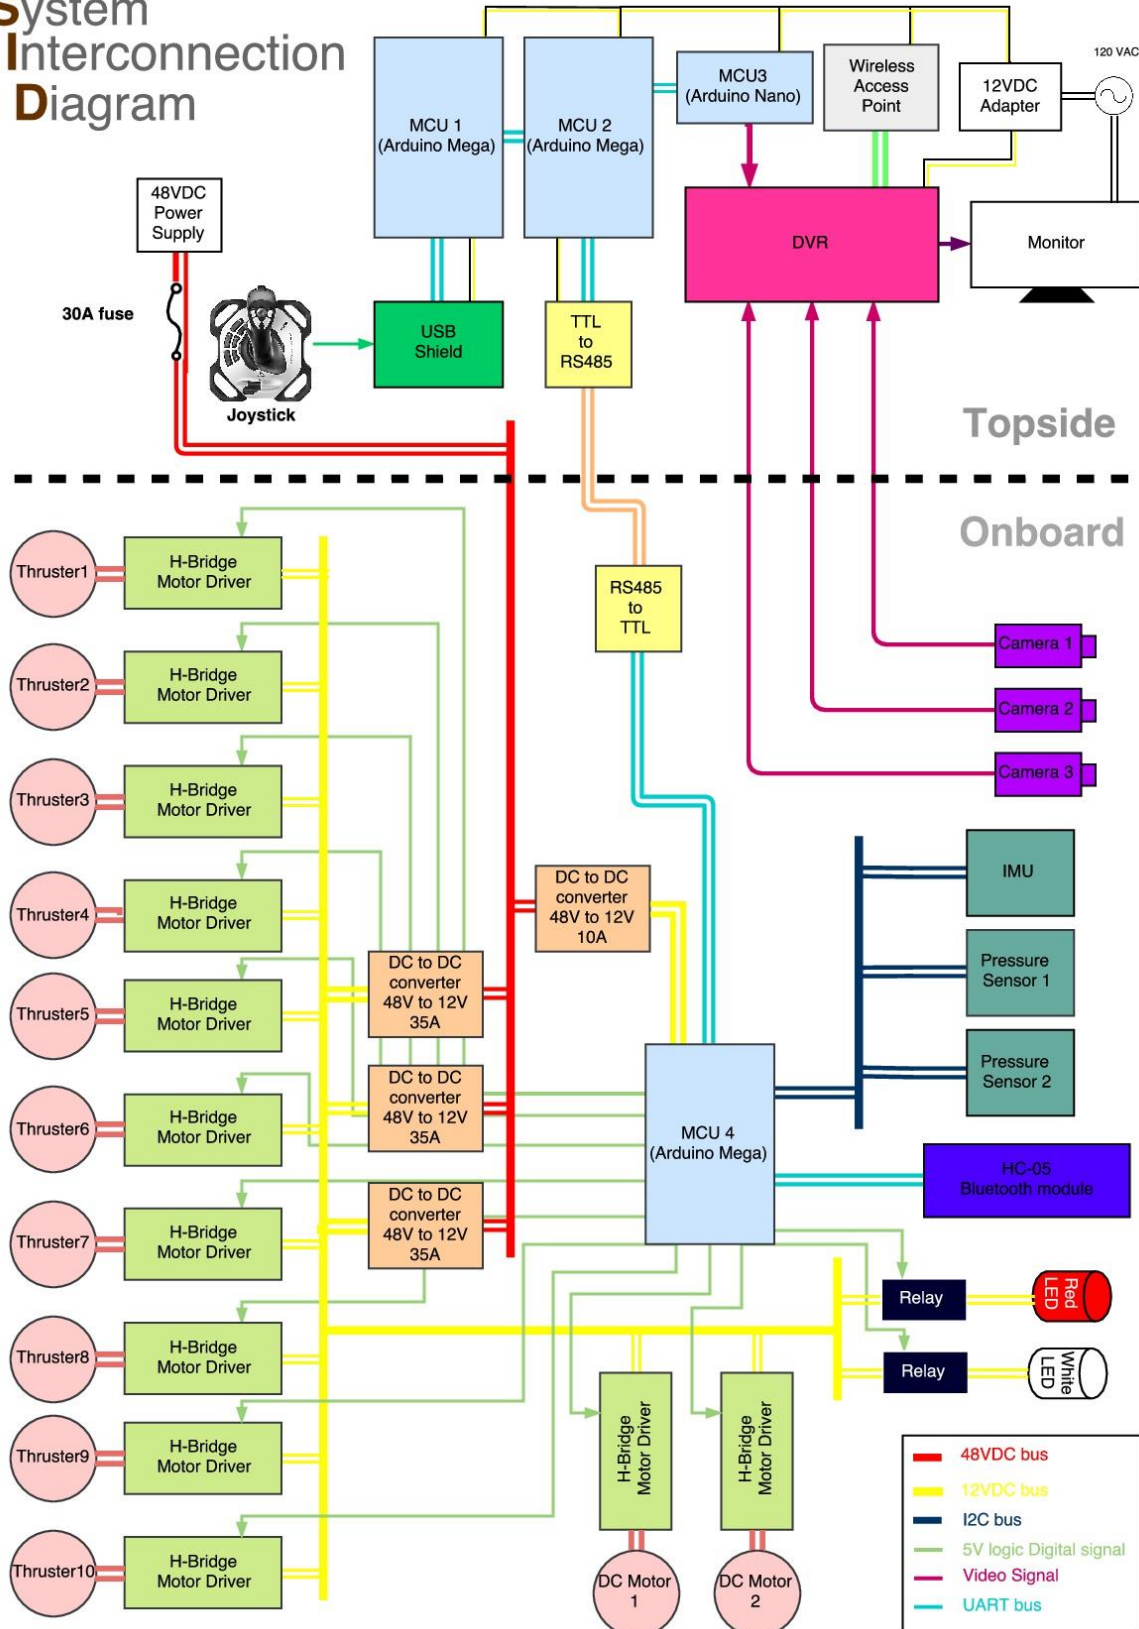 System
Interconnection
Diagram
120 VAC
MCU 1
(Arduino Mega)
MCU 2
(Arduino Mega)
MCU3
(Arduino Nano)
Wireless
Access
Point
12VDC
Adapter
48VDC
Power
Supply
DVR
Monitor
30A fuse
USB
Shield
TTL
to
RS485
Joystick
Topside
Onboard
Thruster1
H-Bridge
Motor Driver
RS485
to
TTL
Camera 1
Thruster2
H-Bridge
Motor Driver
Camera 2
Camera 3
Thruster3
H-Bridge
Motor Driver
Thruster4
H-Bridge
Motor Driver
DC to DC
converter
48V to 12V
10A
IMU
Thruster5
H-Bridge
Motor Driver
DC to DC
converter
48V to 12V
35A
Pressure
Sensor 1
Thruster6
H-Bridge
Motor Driver
DC to DC
converter
48V to 12V
35A
Pressure
Sensor 2
MCU 4
(Arduino Mega)
HC-05
Bluetooth module
Thruster7
H-Bridge
Motor Driver
DC to DC
converter
48V to 12V
35A
Relay
Red
LED
Thruster8
H-Bridge
Motor Driver
Relay
White
LED
Thruster9
H-Bridge
Motor Driver
H-Bridge
Motor Driver
H-Bridge
Motor Driver
Thruster10
H-Bridge
Motor Driver
DC Motor
1
DC Motor
2
48VDC bus
12VDC bus
I2C bus
5V logic Digital signal
Video Signal
UART bus